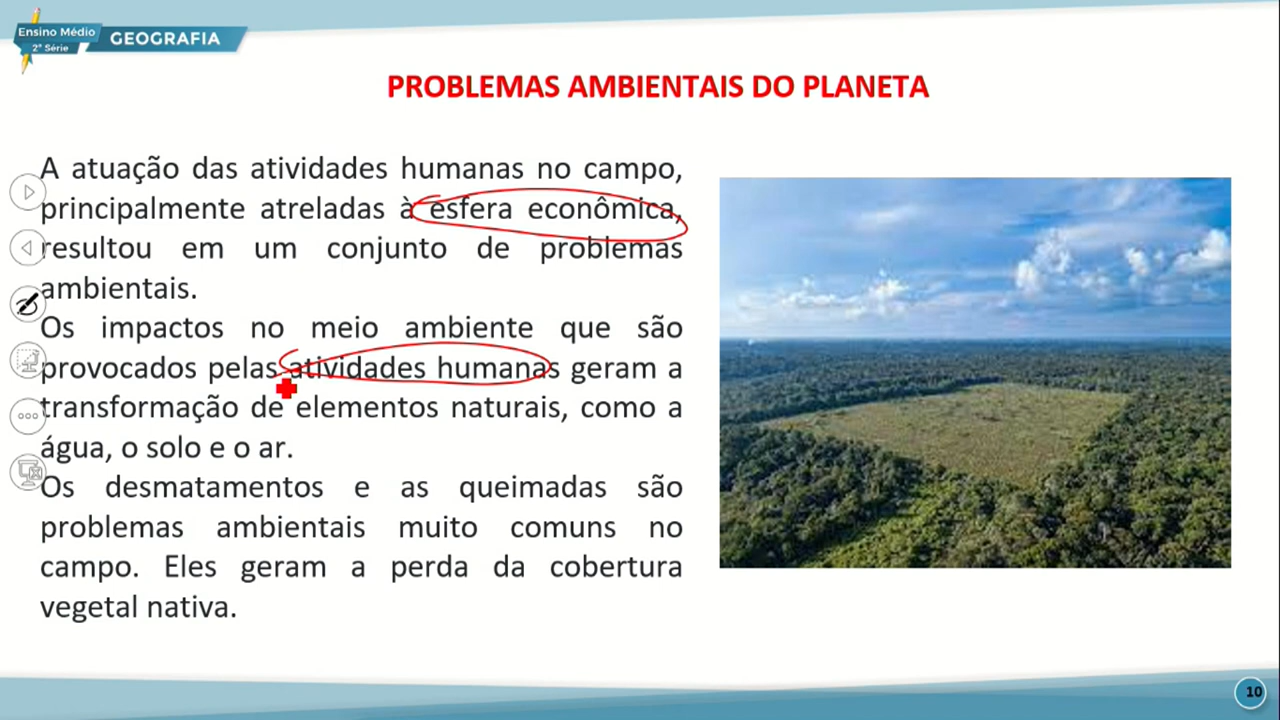 Ensino Médio
2ª Série
GEOGRAFIA
PROBLEMAS AMBIENTAIS DO PLANETA
A atuação das atividades humanas no campo,
principalmente atreladas à esfera econômica,
resultou em um conjunto de problemas
ambientais.
Os impactos no meio ambiente que são
provocados pelas atividades humanas geram a
transformação de elementos naturais, como a
água, o solo e o ar.
Os desmatamentos e as queimadas são
problemas ambientais muito comuns no
campo. Eles geram a perda da cobertura
vegetal nativa.
10